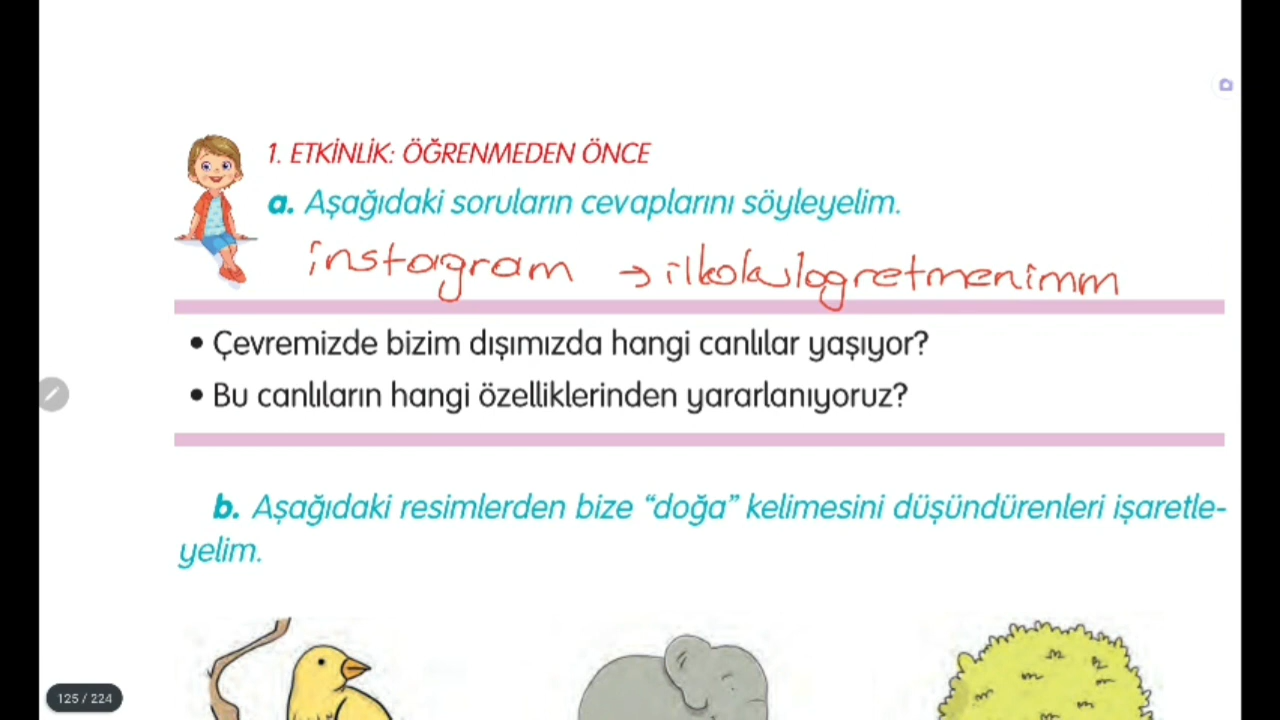 1. ETKİNLİK: ÖĞRENMEDEN ÖNCE
a. Aşağıdaki soruların cevaplarını söyleyelim.
instagram → ilkokulogretmenimm
• Çevremizde bizim dışımızda hangi canlılar yaşıyor?
• Bu canlıların hangi özelliklerinden yararlanıyoruz?
b. Aşağıdaki resimlerden bize “doğa” kelimesini düşündürenleri işaretle-
yelim.
125 / 224